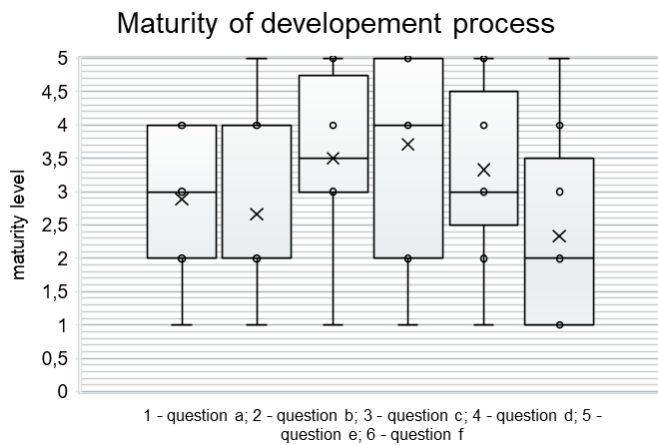 Maturity of developement process
5
4,5
4
3,5
3
2,5
2
1,5
1
0,5
0
maturity level
1 - question a; 2 - question b; 3 - question c; 4 - question d; 5 -
question e; 6 - question f